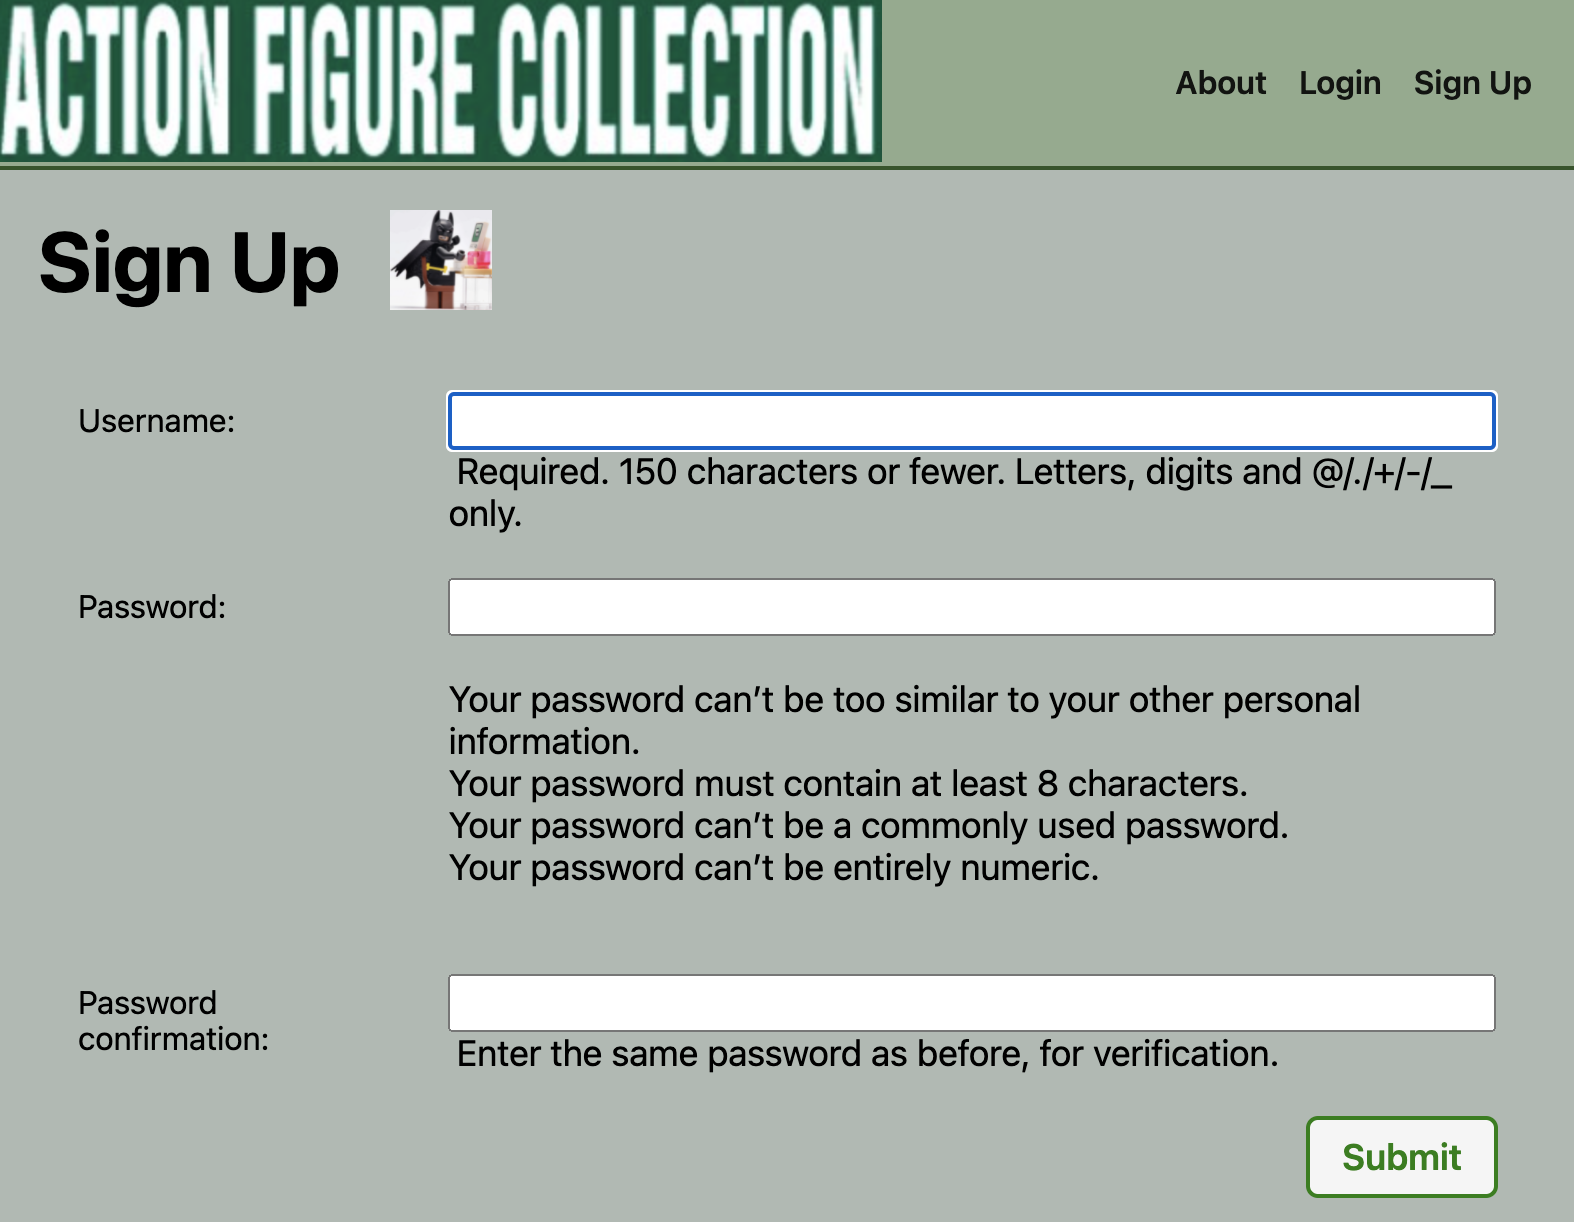 ACTION FIGURE COLLECTION
About Login Sign Up
Sign Up
Username:
Required. 150 characters or fewer. Letters, digits and @/./+/-/_
only.
Password:
Your password can’t be too similar to your other personal
information.
Your password must contain at least 8 characters.
Your password can’t be a commonly used password.
Your password can’t be entirely numeric.
Password
confirmation:
Enter the same password as before, for verification.
Submit